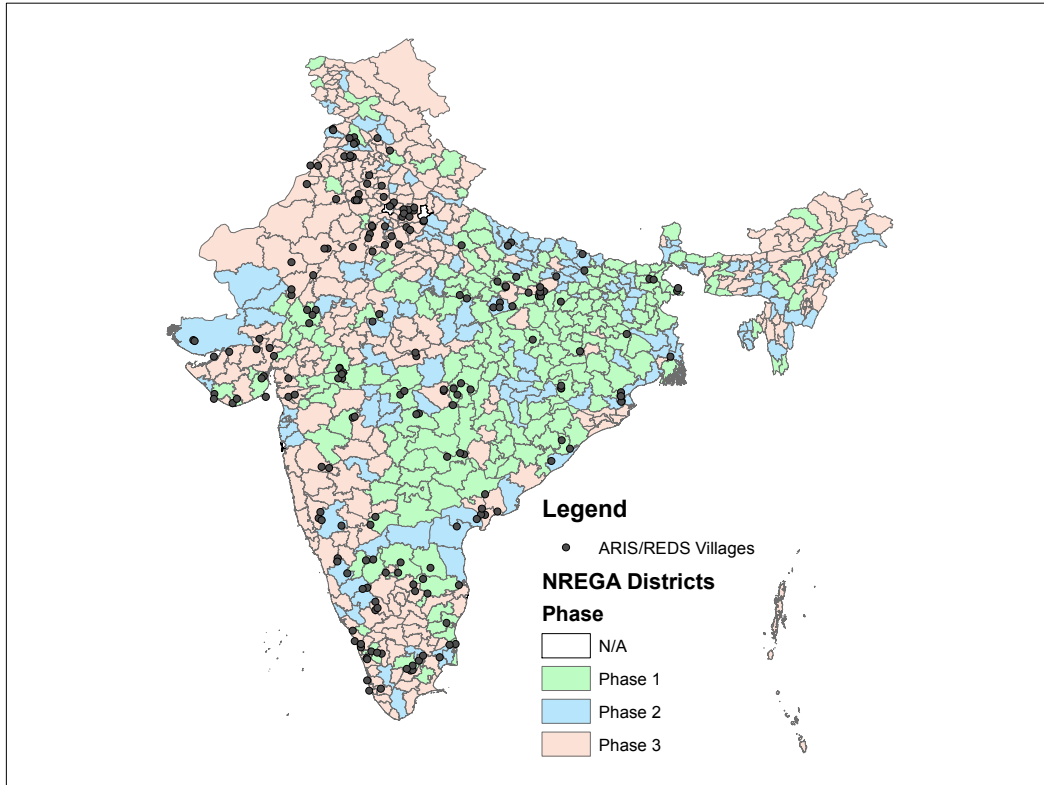 Legend
ARIS/REDS Villages
NREGA Districts
Phase
N/A
Phase 1
Phase 2
Phase 3